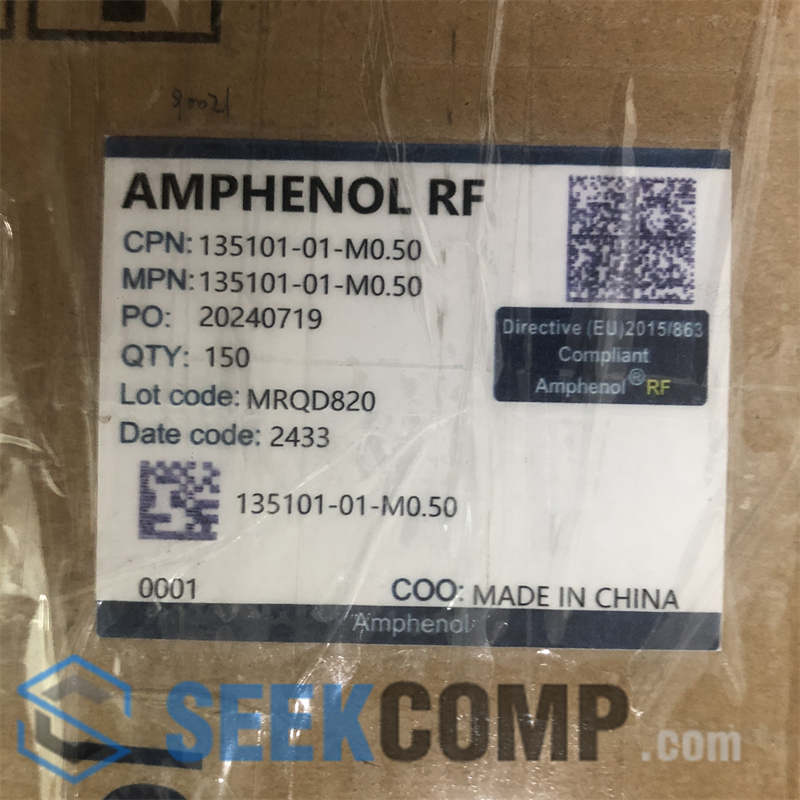 AMPHENOL RF
CPN: 135101-01-M0.50
MPN: 135101-01-M0.50
PO: 20240719
QTY: 150
Lot code: MRQD820
Date code: 2433
Directive (EU)2015/863
Compliant
Amphenol® RF
135101-01-M0.50
0001
COO: MADE IN CHINA
Amphenol
SEEKCOMP.com